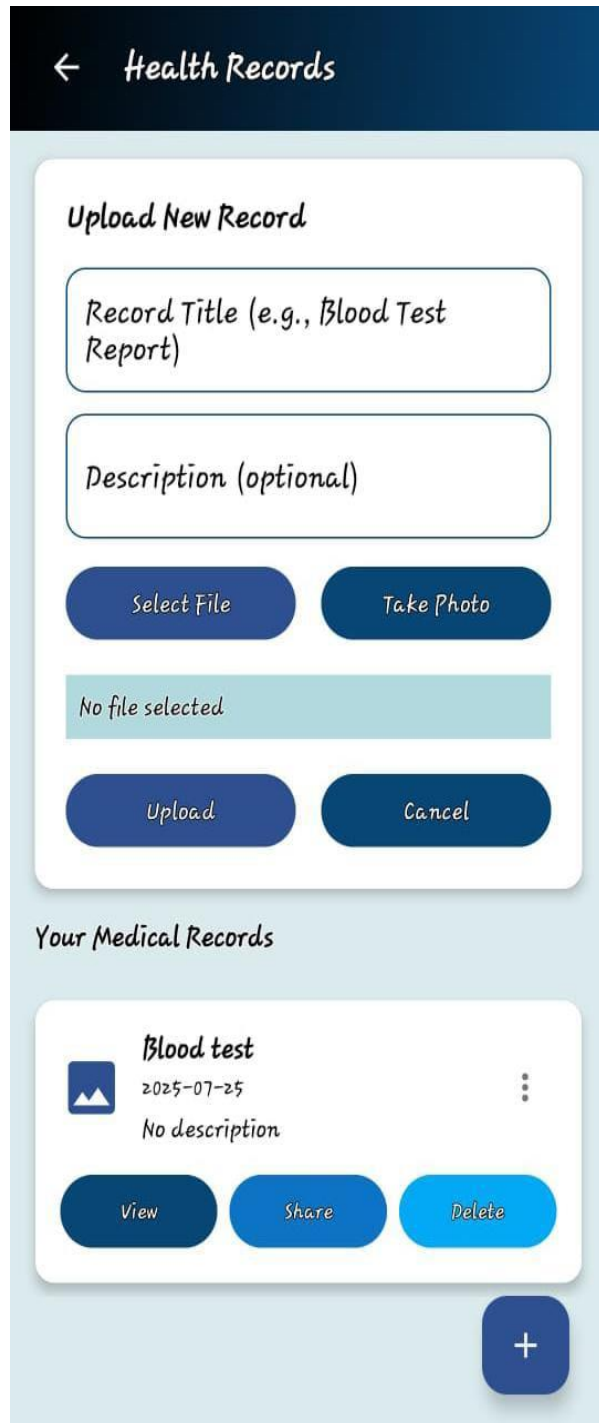 Health Records
Upload New Record
Record Title (e.g., Blood Test
Report)
Description (optional)
Select File
Take Photo
No file selected
Upload
Cancel
Your Medical Records
Blood test
2025-07-25
No description
View
Share
Delete